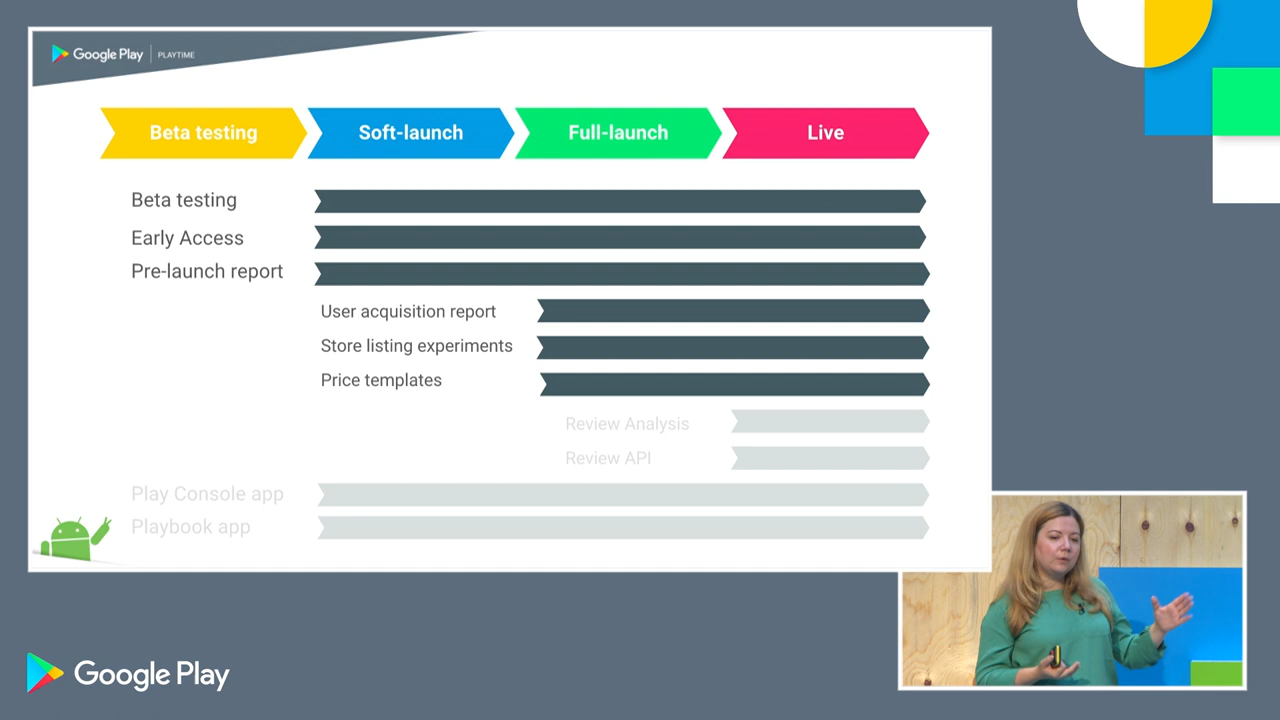 Google Play | PLAYTIME
Beta testing
Soft-launch
Full-launch
Live
Beta testing
Early Access
Pre-launch report
User acquisition report
Store listing experiments
Price templates
Review Analysis
Review API
Play Console app
Playbook app
Google Play